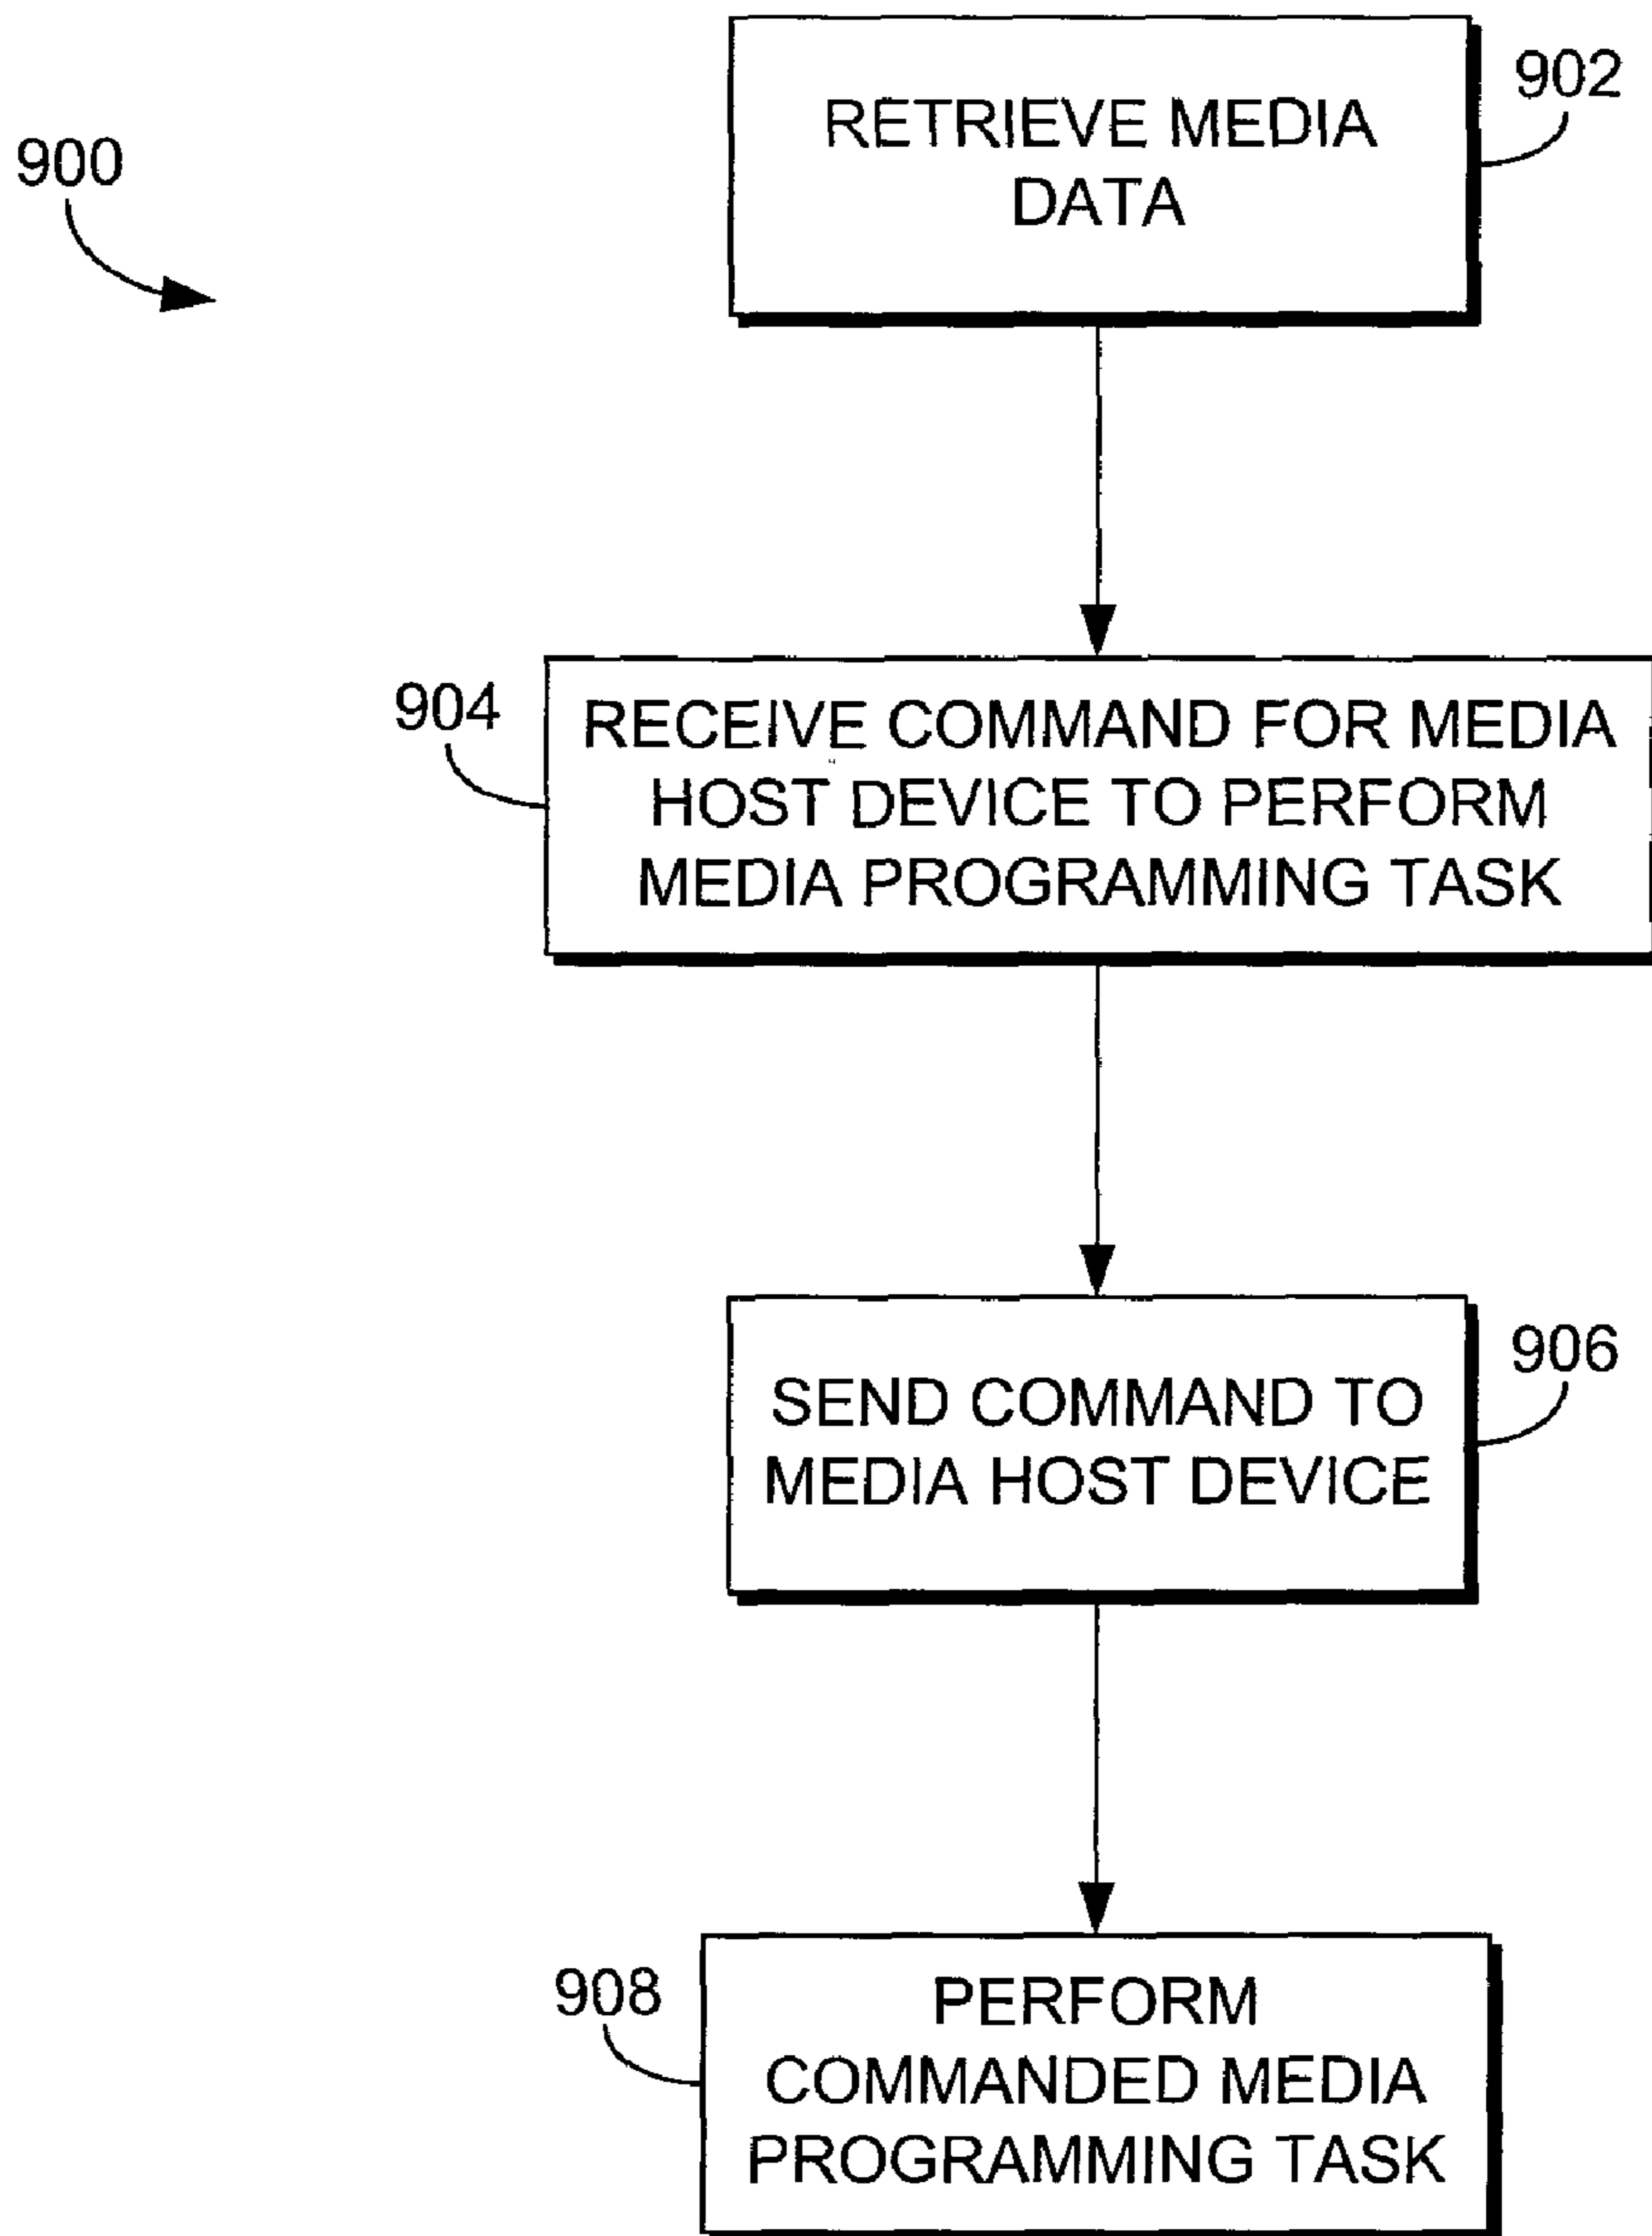 900
RETRIEVE MEDIA
DATA
902
904
RECEIVE COMMAND FOR MEDIA
HOST DEVICE TO PERFORM
MEDIA PROGRAMMING TASK
SEND COMMAND TO
MEDIA HOST DEVICE
906
908
PERFORM
COMMANDED MEDIA
PROGRAMMING TASK